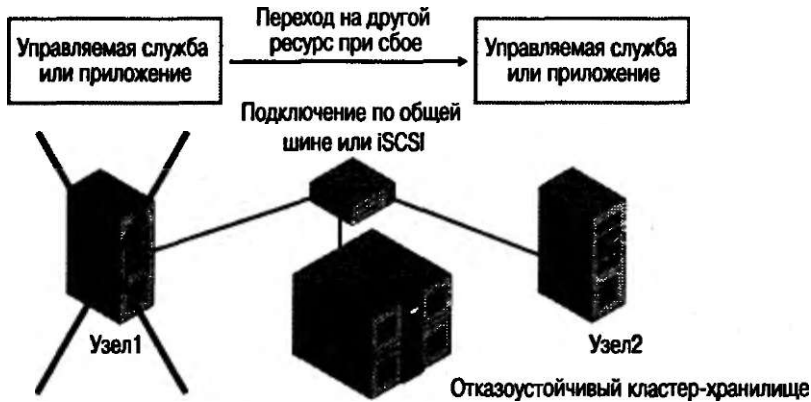 Управляемая служба
или приложение
Переход на другой
ресурс при сбое
Управляемая служба
или приложение
Подключение по общей
шине или iSCSI
Узел1
Узел2
Отказоустойчивый кластер-хранилище